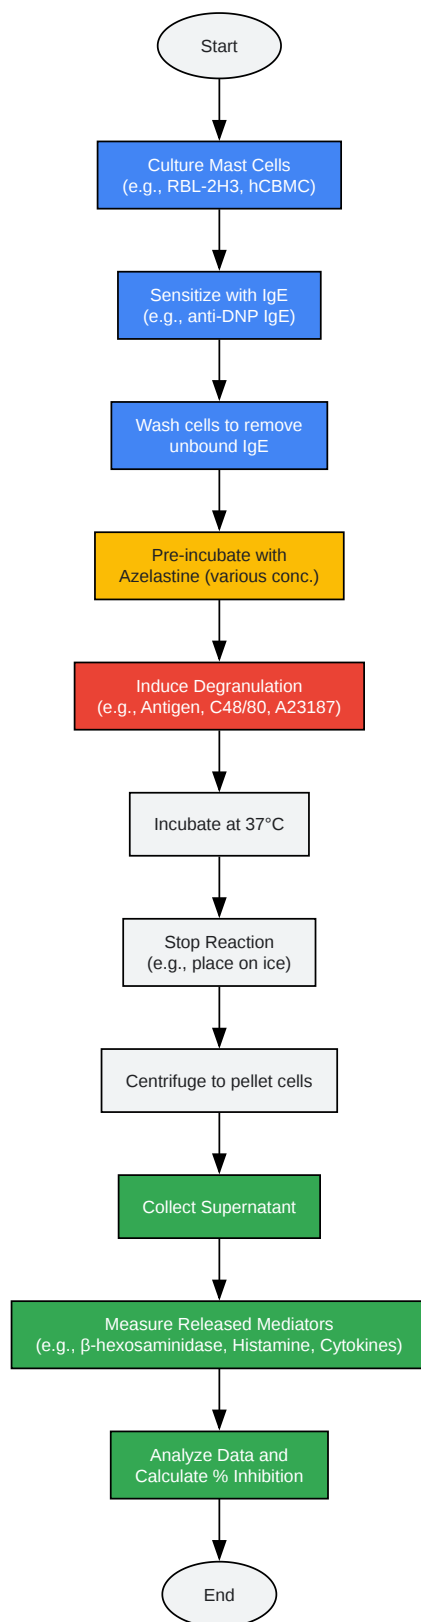 Start
Culture Mast Cells
(e.g., RBL-2H3, hCBMC)
Sensitize with IgE
(e.g., anti-DNP IgE)
Wash cells to remove
unbound IgE
Pre-incubate with
Azelastine (various conc.)
Induce Degranulation
(e.g., Antigen, C48/80, A23187)
Incubate at 37°C
Stop Reaction
(e.g., place on ice)
Centrifuge to pellet cells
Collect Supernatant
Measure Released Mediators
(e.g., β-hexosaminidase, Histamine, Cytokines)
Analyze Data and
Calculate % Inhibition
End